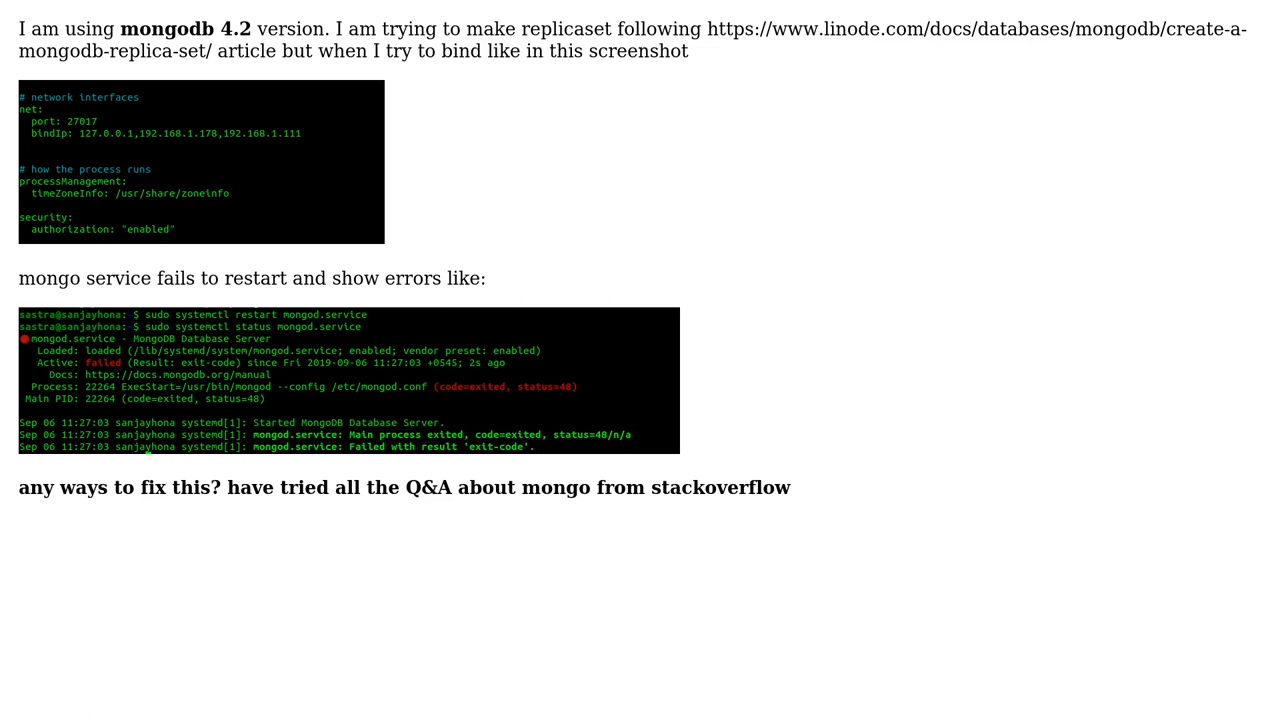 I am using mongodb 4.2 version. I am trying to make replicaset following https://www.linode.com/docs/databases/mongodb/create-a-
mongodb-replica-set/ article but when I try to bind like in this screenshot
# network interfaces
net:
  port: 27017
  bindIp: 127.0.0.1,192.168.1.178,192.168.1.111
# how the process runs
processManagement:
  timeZoneInfo: /usr/share/zoneinfo
security:
  authorization: "enabled"
mongo service fails to restart and show errors like:
sastra@sanjayhona:~$ sudo systemctl restart mongod.service
sastra@sanjayhona:~$ sudo systemctl status mongod.service
● mongod.service - MongoDB Database Server
   Loaded: loaded (/lib/systemd/system/mongod.service; enabled; vendor preset: enabled)
   Active: failed (Result: exit-code) since Fri 2019-09-06 11:27:03 +0545; 2s ago
     Docs: https://docs.mongodb.org/manual
  Process: 22264 ExecStart=/usr/bin/mongod --config /etc/mongod.conf (code=exited, status=48)
 Main PID: 22264 (code=exited, status=48)
Sep 06 11:27:03 sanjayhona systemd[1]: Started MongoDB Database Server.
Sep 06 11:27:03 sanjayhona systemd[1]: mongod.service: Main process exited, code=exited, status=48/n/a
Sep 06 11:27:03 sanjayhona systemd[1]: mongod.service: Failed with result 'exit-code'.
any ways to fix this? have tried all the Q&A about mongo from stackoverflow